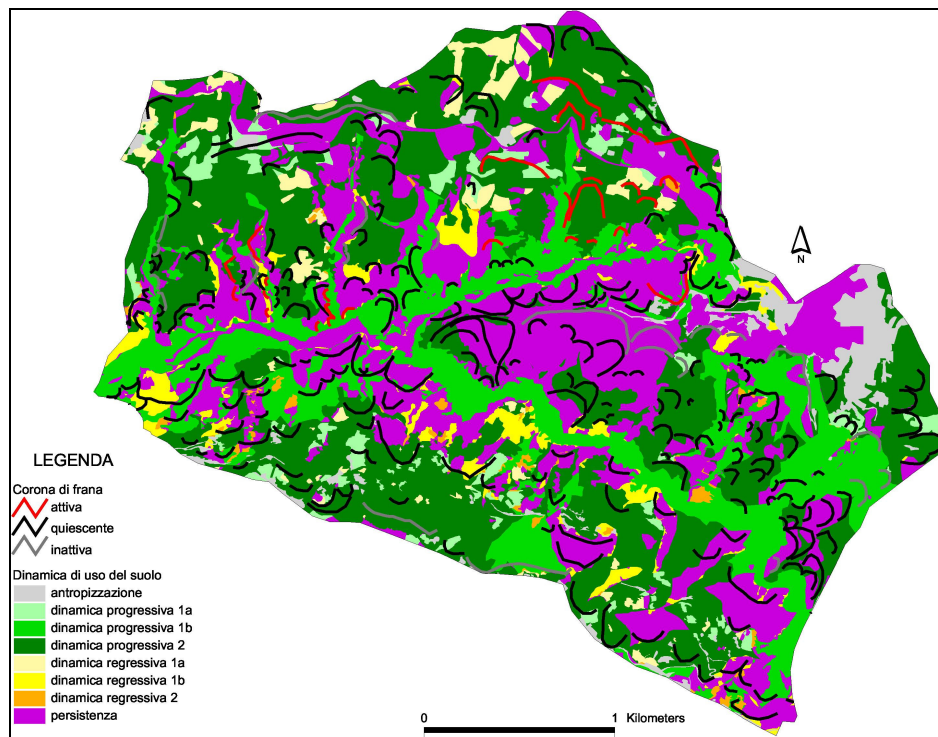 N
LEGENDA
Corona di frana
attiva
quiescente
inattiva
Dinamica di uso del suolo
antropizzazione
dinamica progressiva 1a
dinamica progressiva 1b
dinamica progressiva 2
dinamica regressiva 1a
dinamica regressiva 1b
dinamica regressiva 2
persistenza
0 1 Kilometers